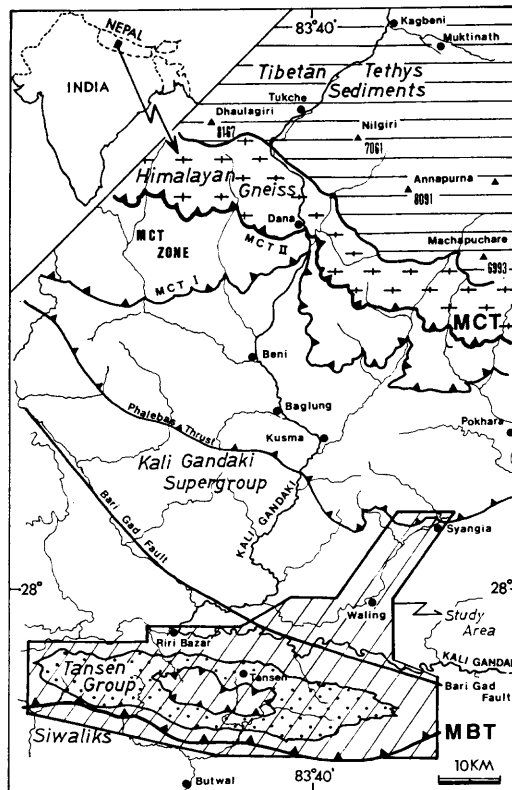 83°40'
Kagbeni
Muktinath
NEPAL
INDIA
Tibetan Tethys
Sediments
Tukche
Dhaulagiri
8167
Nilgiri
7061
Annapurna
8091
Himalayan
Gneiss
Dana
Machapuchare
6993
MCT
ZONE
MCT II
MCT I
MCT
Beni
Baglung
Pokhara
Phalebas Thrust
Kusma
Kali Gandaki
Supergroup
Bari Gad Fault
KALI GANDAKI
Syangja
28°
28°
Waling
Study
Area
Riri Bazar
KALI GANDAKI
Tansen
Group
Tansen
Bari Gad
Fault
Siwaliks
MBT
Butwal
83°40'
10KM